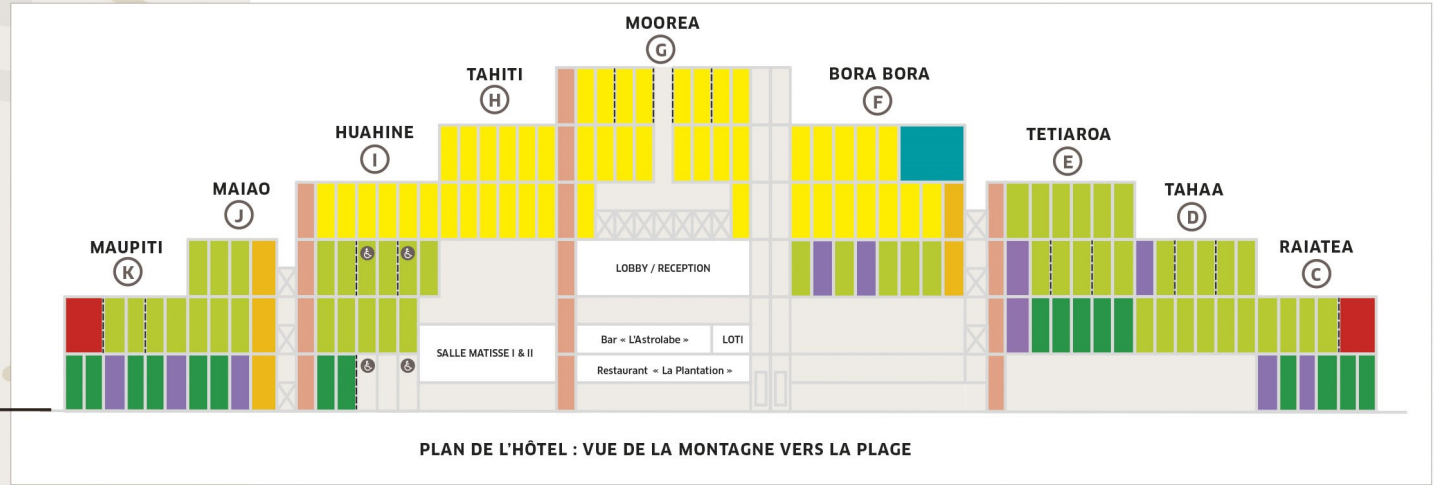 MOOREA
G
TAHITI
H
BORA BORA
F
HUAHINE
I
TETIAROA
E
MAIAO
J
TAHAA
D
MAUPITI
K
RAIATEA
C
LOBBY / RECEPTION
SALLE MATISSE I & II
Bar « L'Astrolabe »
LOTI
Restaurant « La Plantation »
PLAN DE L'HÔTEL : VUE DE LA MONTAGNE VERS LA PLAGE